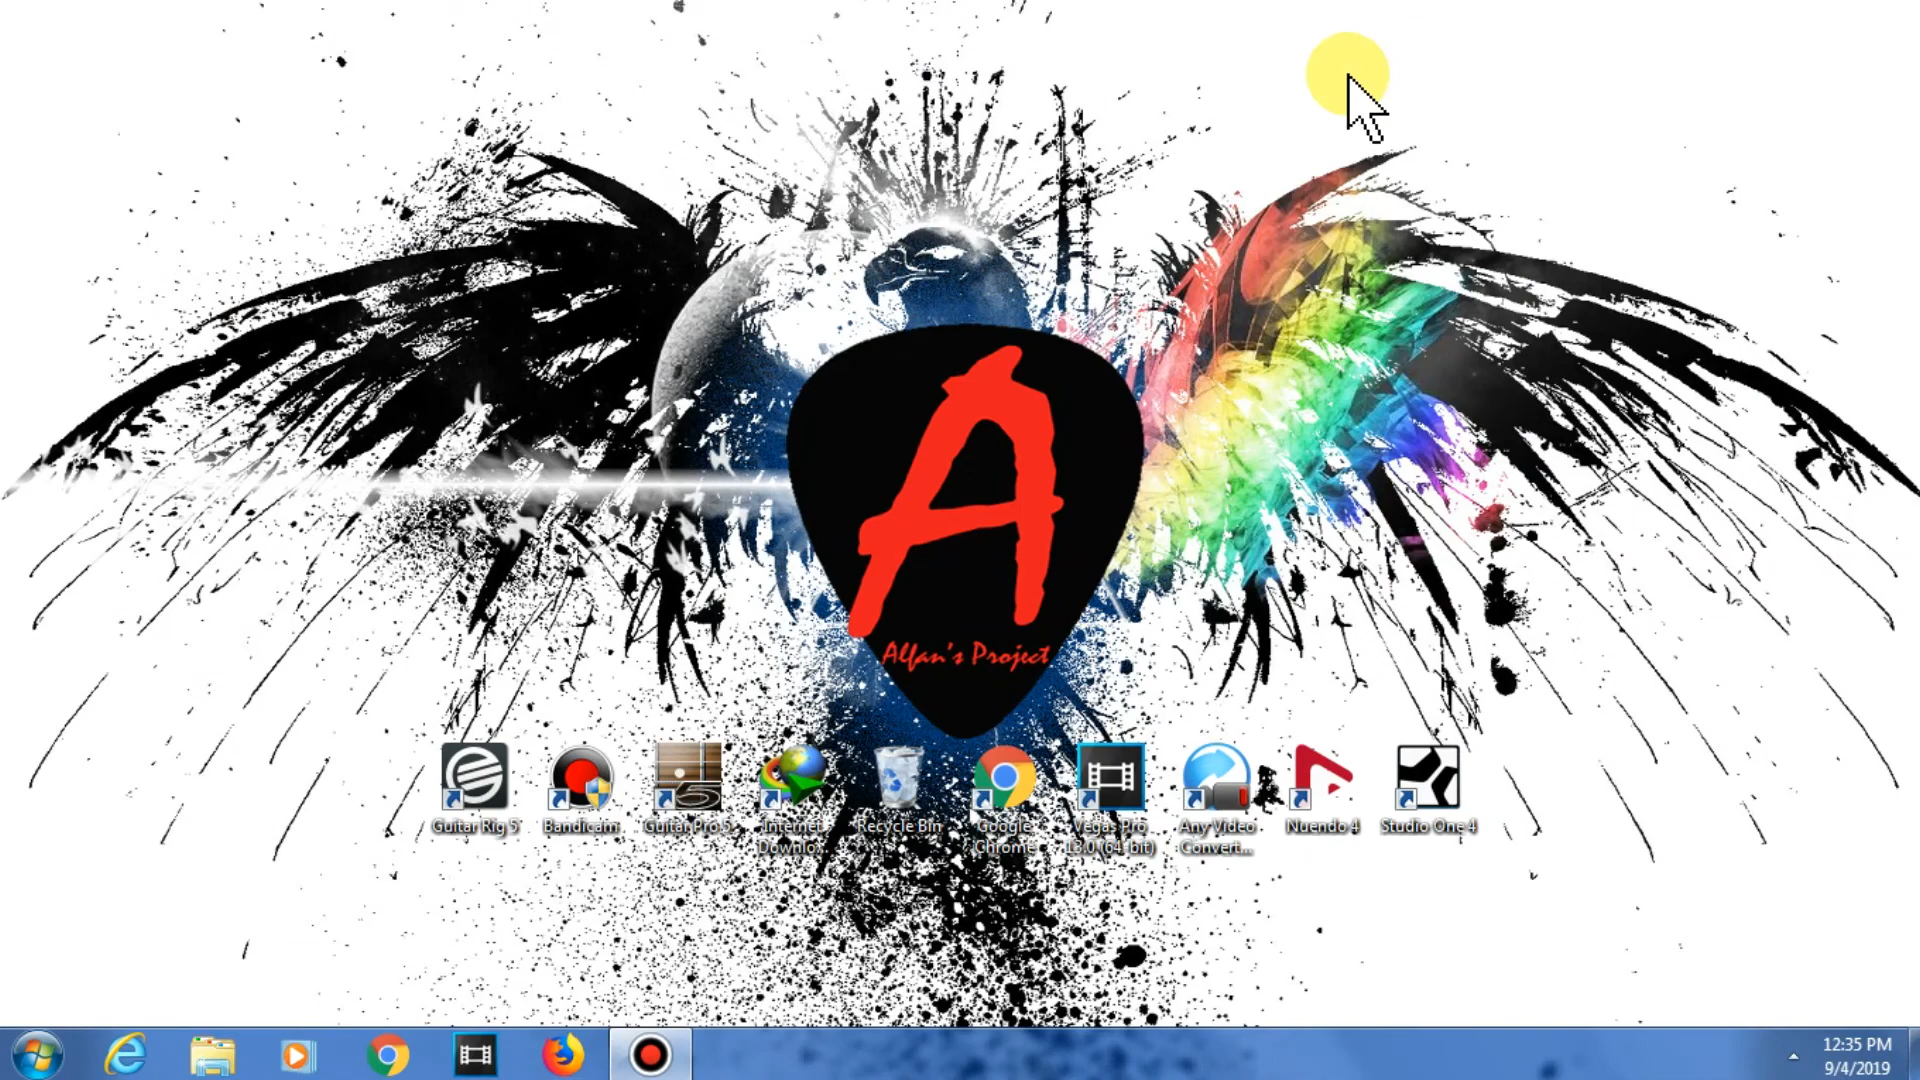 A
Alfan's Project
Guitar Rig 5
Bandicam
Guitar Pro 5
Internet
Downlo...
Recycle Bin
Google
Chrome
Vegas Pro
13.0 (64-bit)
Any Video
Convert...
Nuendo 4
Studio One 4
12:35 PM
9/4/2019